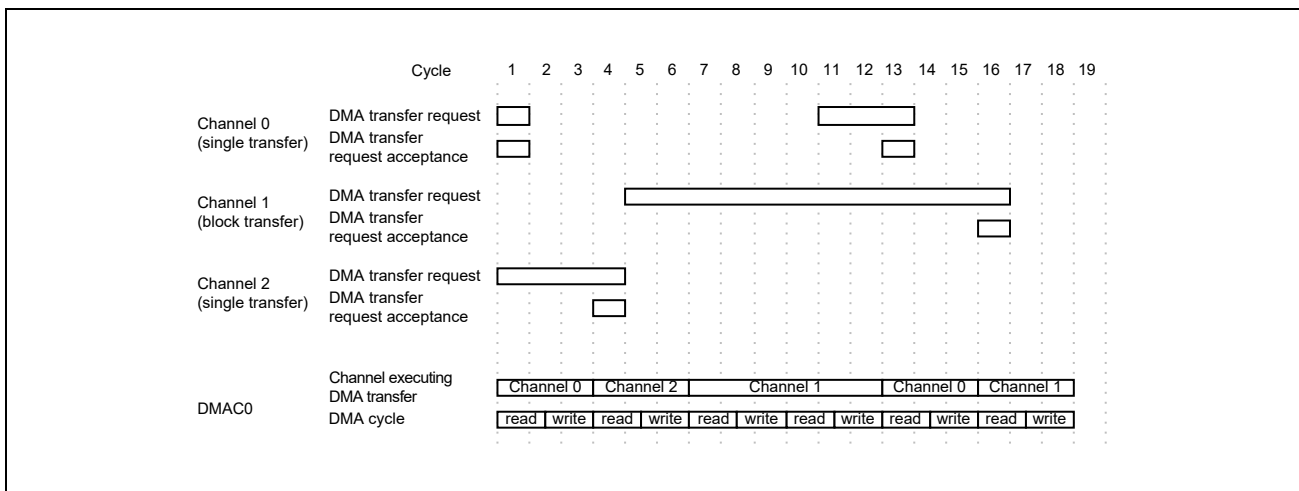 Cycle 1 2 3 4 5 6 7 8 9 10 11 12 13 14 15 16 17 18 19
Channel 0
(single transfer)
DMA transfer request
DMA transfer
request acceptance
Channel 1
(block transfer)
DMA transfer request
DMA transfer
request acceptance
Channel 2
(single transfer)
DMA transfer request
DMA transfer
request acceptance
DMAC0
Channel executing
DMA transfer
Channel 0 Channel 2 Channel 1 Channel 0 Channel 1
DMA cycle
read write read write read write read write read write read write